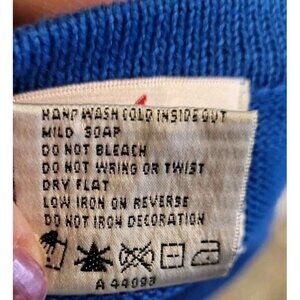 HAND WASH COLD INSIDE OUT
MILD SOAP
DO NOT BLEACH
DO NOT WRING OR TWIST
DRY FLAT
LOW IRON ON REVERSE
DO NOT IRON DECORATION
A 44093